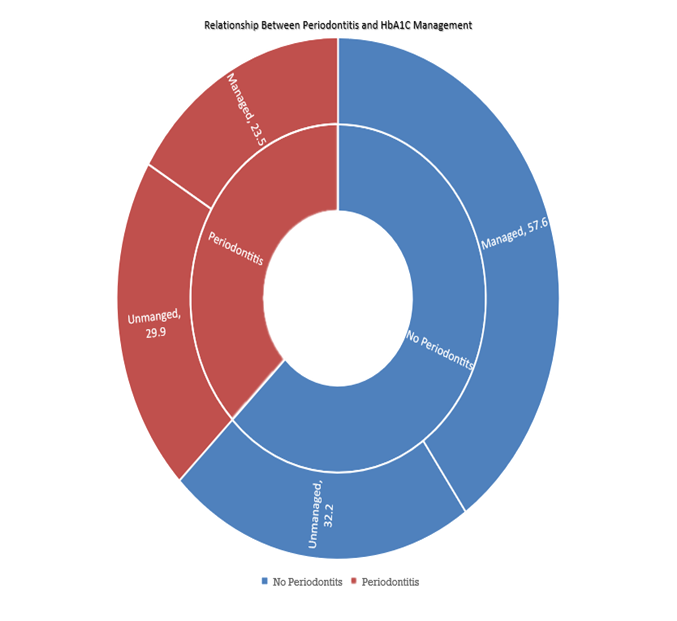 Relationship Between Periodontitis and HbA1C Management
Managed, 23.5
Managed, 57.6
Periodontitis
Unmanged,
29.9
No Periodontits
Unmanaged,
32.2
No Periodontits
Periodontitis